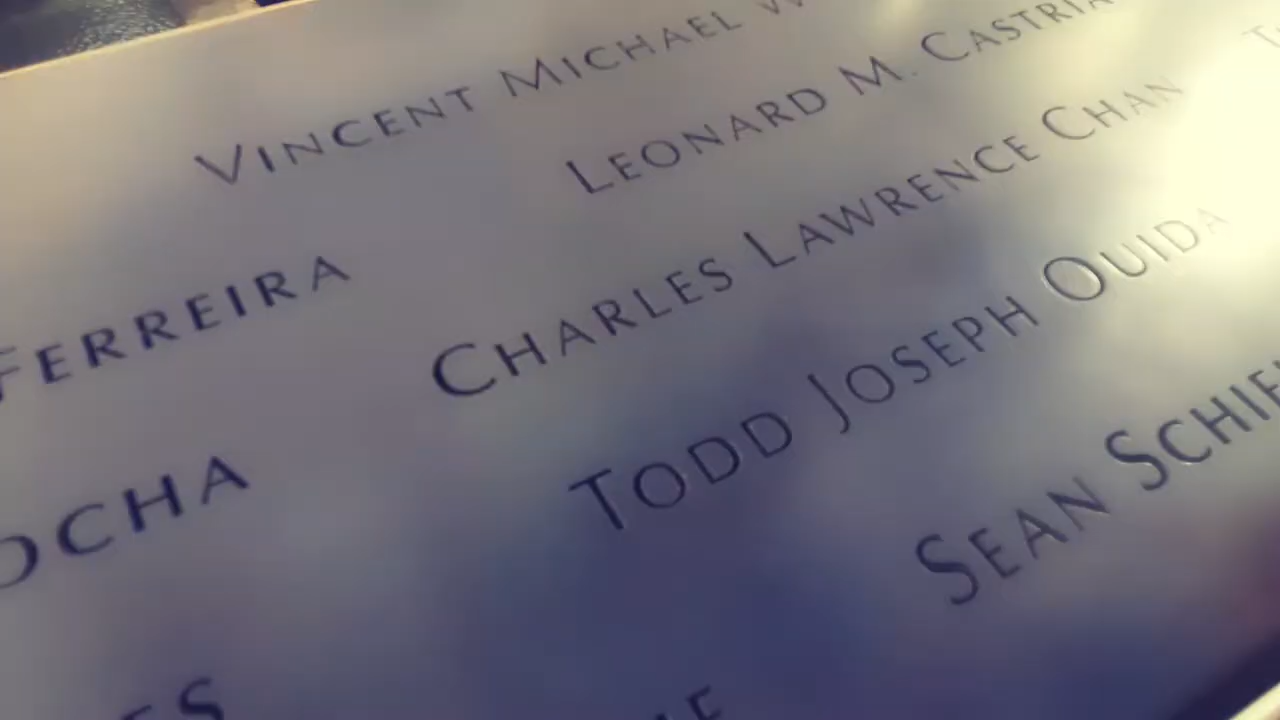 VINCENT MICHAEL
LEONARD M. CASTRIA
FERREIRA CHARLES LAWRENCE CHAN
OCHA TODD JOSEPH OUIDA
SEAN SCHIE